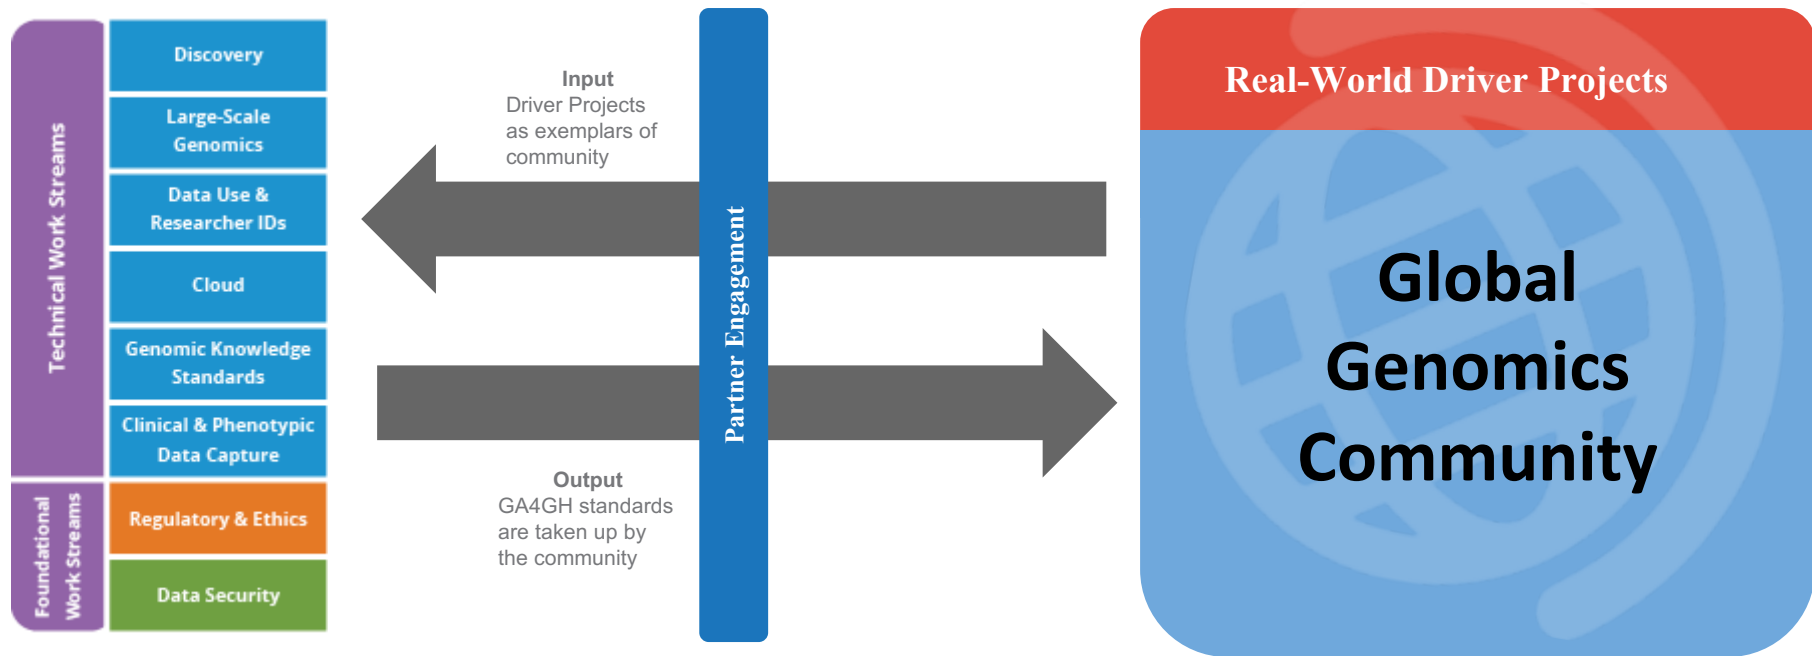 Technical Work Streams
Discovery
Large-Scale
Genomics
Data Use &
Researcher IDs
Cloud
Genomic Knowledge
Standards
Clinical & Phenotypic
Data Capture
Foundational
Work Streams
Regulatory & Ethics
Data Security
Input
Driver Projects
as exemplars of
community
Output
GA4GH standards
are taken up by
the community
Partner Engagement
Real-World Driver Projects
Global
Genomics
Community